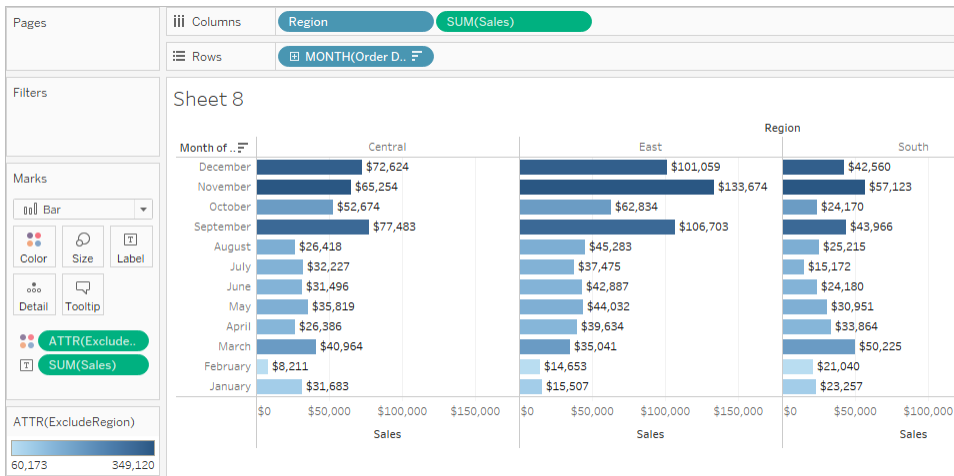 Pages
Columns
Region
SUM(Sales)
Rows
MONTH(Order D..
Filters
Sheet 8
Region
Month of ..
Central
East
South
December $72,624 $101,059 $42,560
November $65,254 $133,674 $57,123
October $52,674 $62,834 $24,170
September $77,483 $106,703 $43,966
August $26,418 $45,283 $25,215
July $32,227 $37,475 $15,172
June $31,496 $42,887 $24,180
May $35,819 $44,032 $30,951
April $26,386 $39,634 $33,864
March $40,964 $35,041 $50,225
February $8,211 $14,653 $21,040
January $31,683 $15,507 $23,257
$0 $50,000 $100,000 $150,000 $0 $50,000 $100,000 $150,000 $0 $50,000 $100,000
Sales Sales Sales
Marks
Bar
Color Size Label
Detail Tooltip
ATTR(Exclude..
SUM(Sales)
ATTR(ExcludeRegion)
60,173 349,120